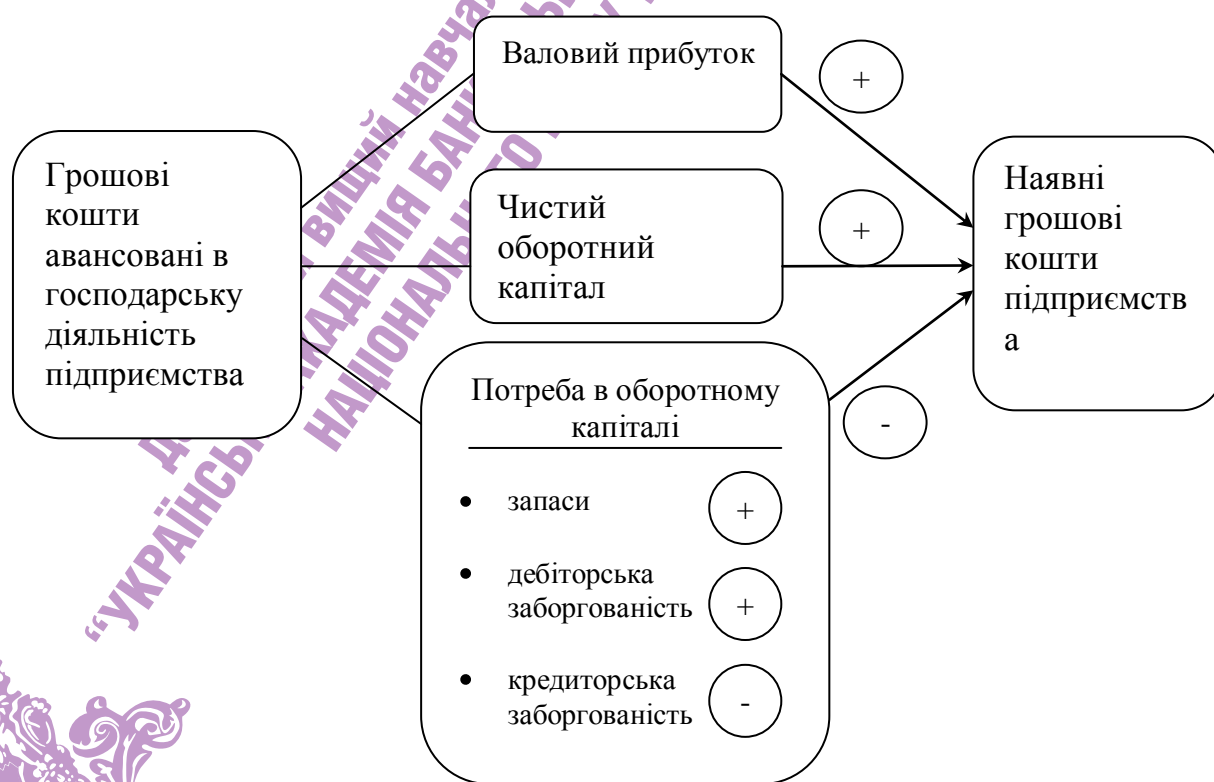 Валовий прибуток
+
Грошові
кошти
авансовані в
господарську
діяльність
підприємства
Чистий
оборотний
капітал
+
Наявні
грошові
кошти
підприємств
а
Потреба в оборотному
капіталі
-
• запаси
+
• дебіторська
заборгованість
+
• кредиторська
заборгованість
-